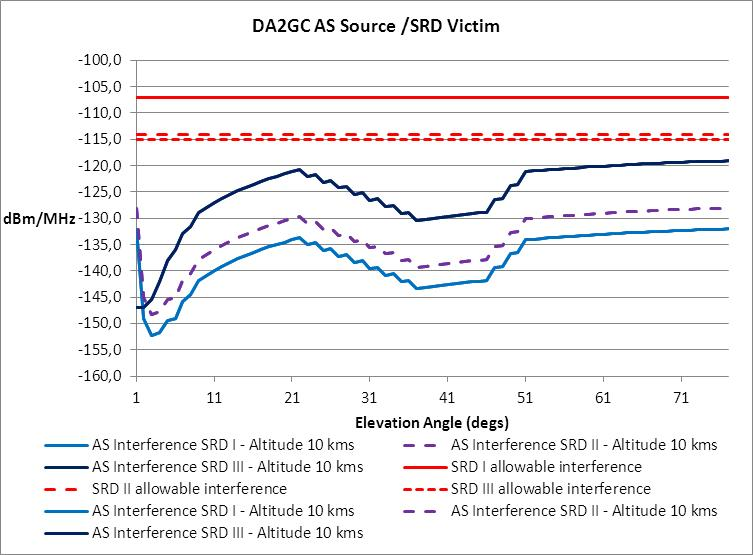 DA2GC AS Source /SRD Victim
-100,0
-105,0
-110,0
-115,0
-120,0
-125,0
-130,0
-135,0
-140,0
-145,0
-150,0
-155,0
-160,0
dBm/MHz
1 11 21 31 41 51 61 71
Elevation Angle (degs)
AS Interference SRD I - Altitude 10 kms AS Interference SRD II - Altitude 10 kms
AS Interference SRD III - Altitude 10 kms SRD I allowable interference
SRD II allowable interference SRD III allowable interference
AS Interference SRD I - Altitude 10 kms AS Interference SRD II - Altitude 10 kms
AS Interference SRD III - Altitude 10 kms